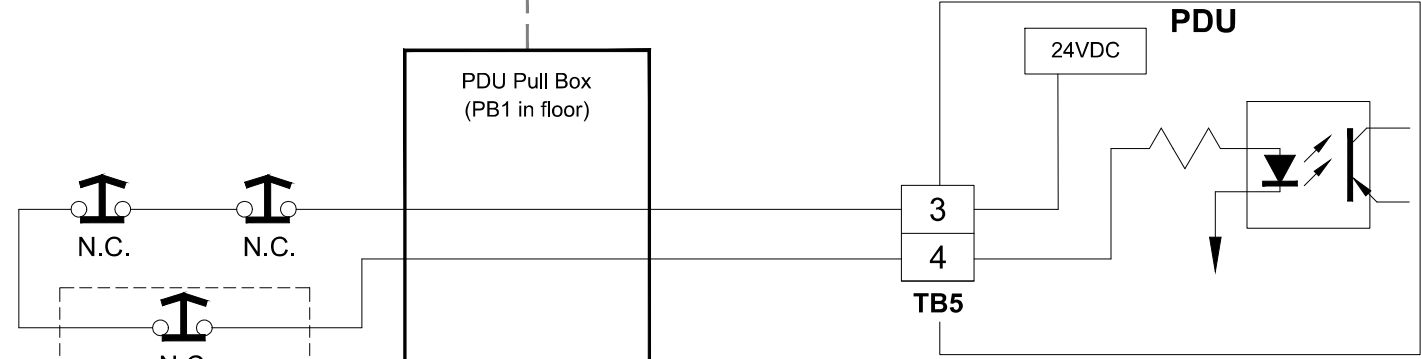 PDU
24VDC
PDU Pull Box
(PB1 in floor)
3
N.C.
N.C.
4
TB5
N.C.